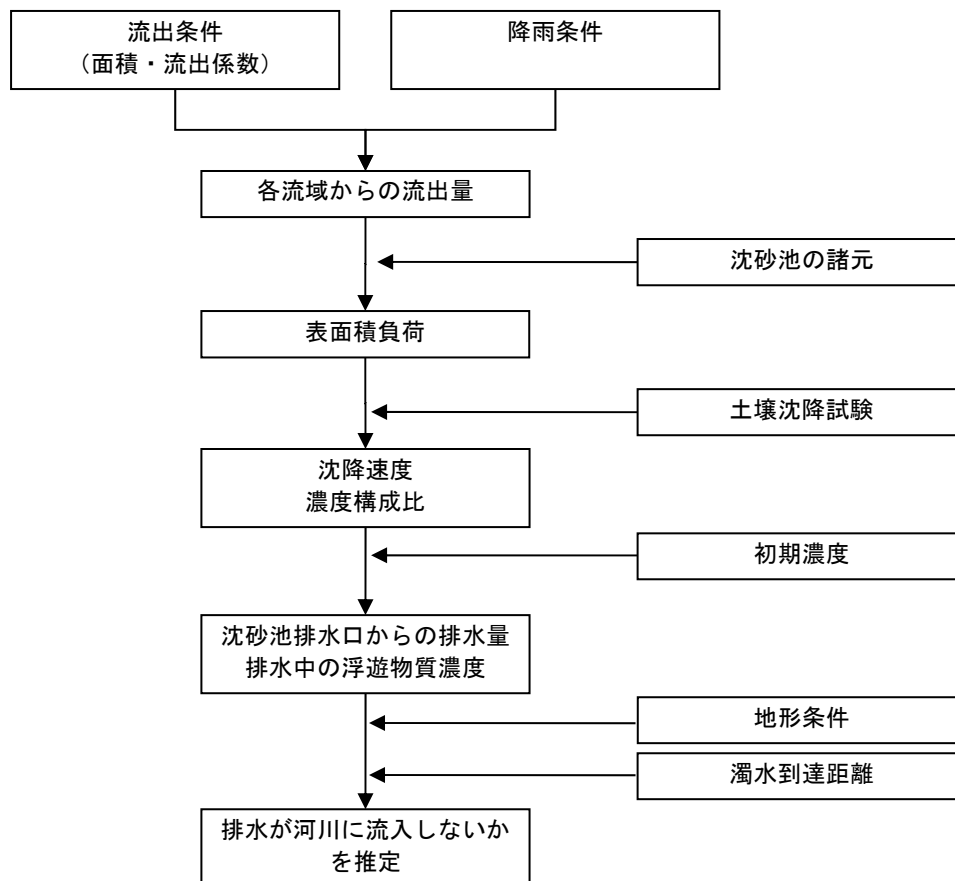 流出条件
（面積・流出係数）
降雨条件
各流域からの流出量
沈砂池の諸元
表面積負荷
土壌沈降試験
沈降速度
濃度構成比
初期濃度
沈砂池排水口からの排水量
排水中の浮遊物質濃度
地形条件
濁水到達距離
排水が河川に流入しないか
を推定